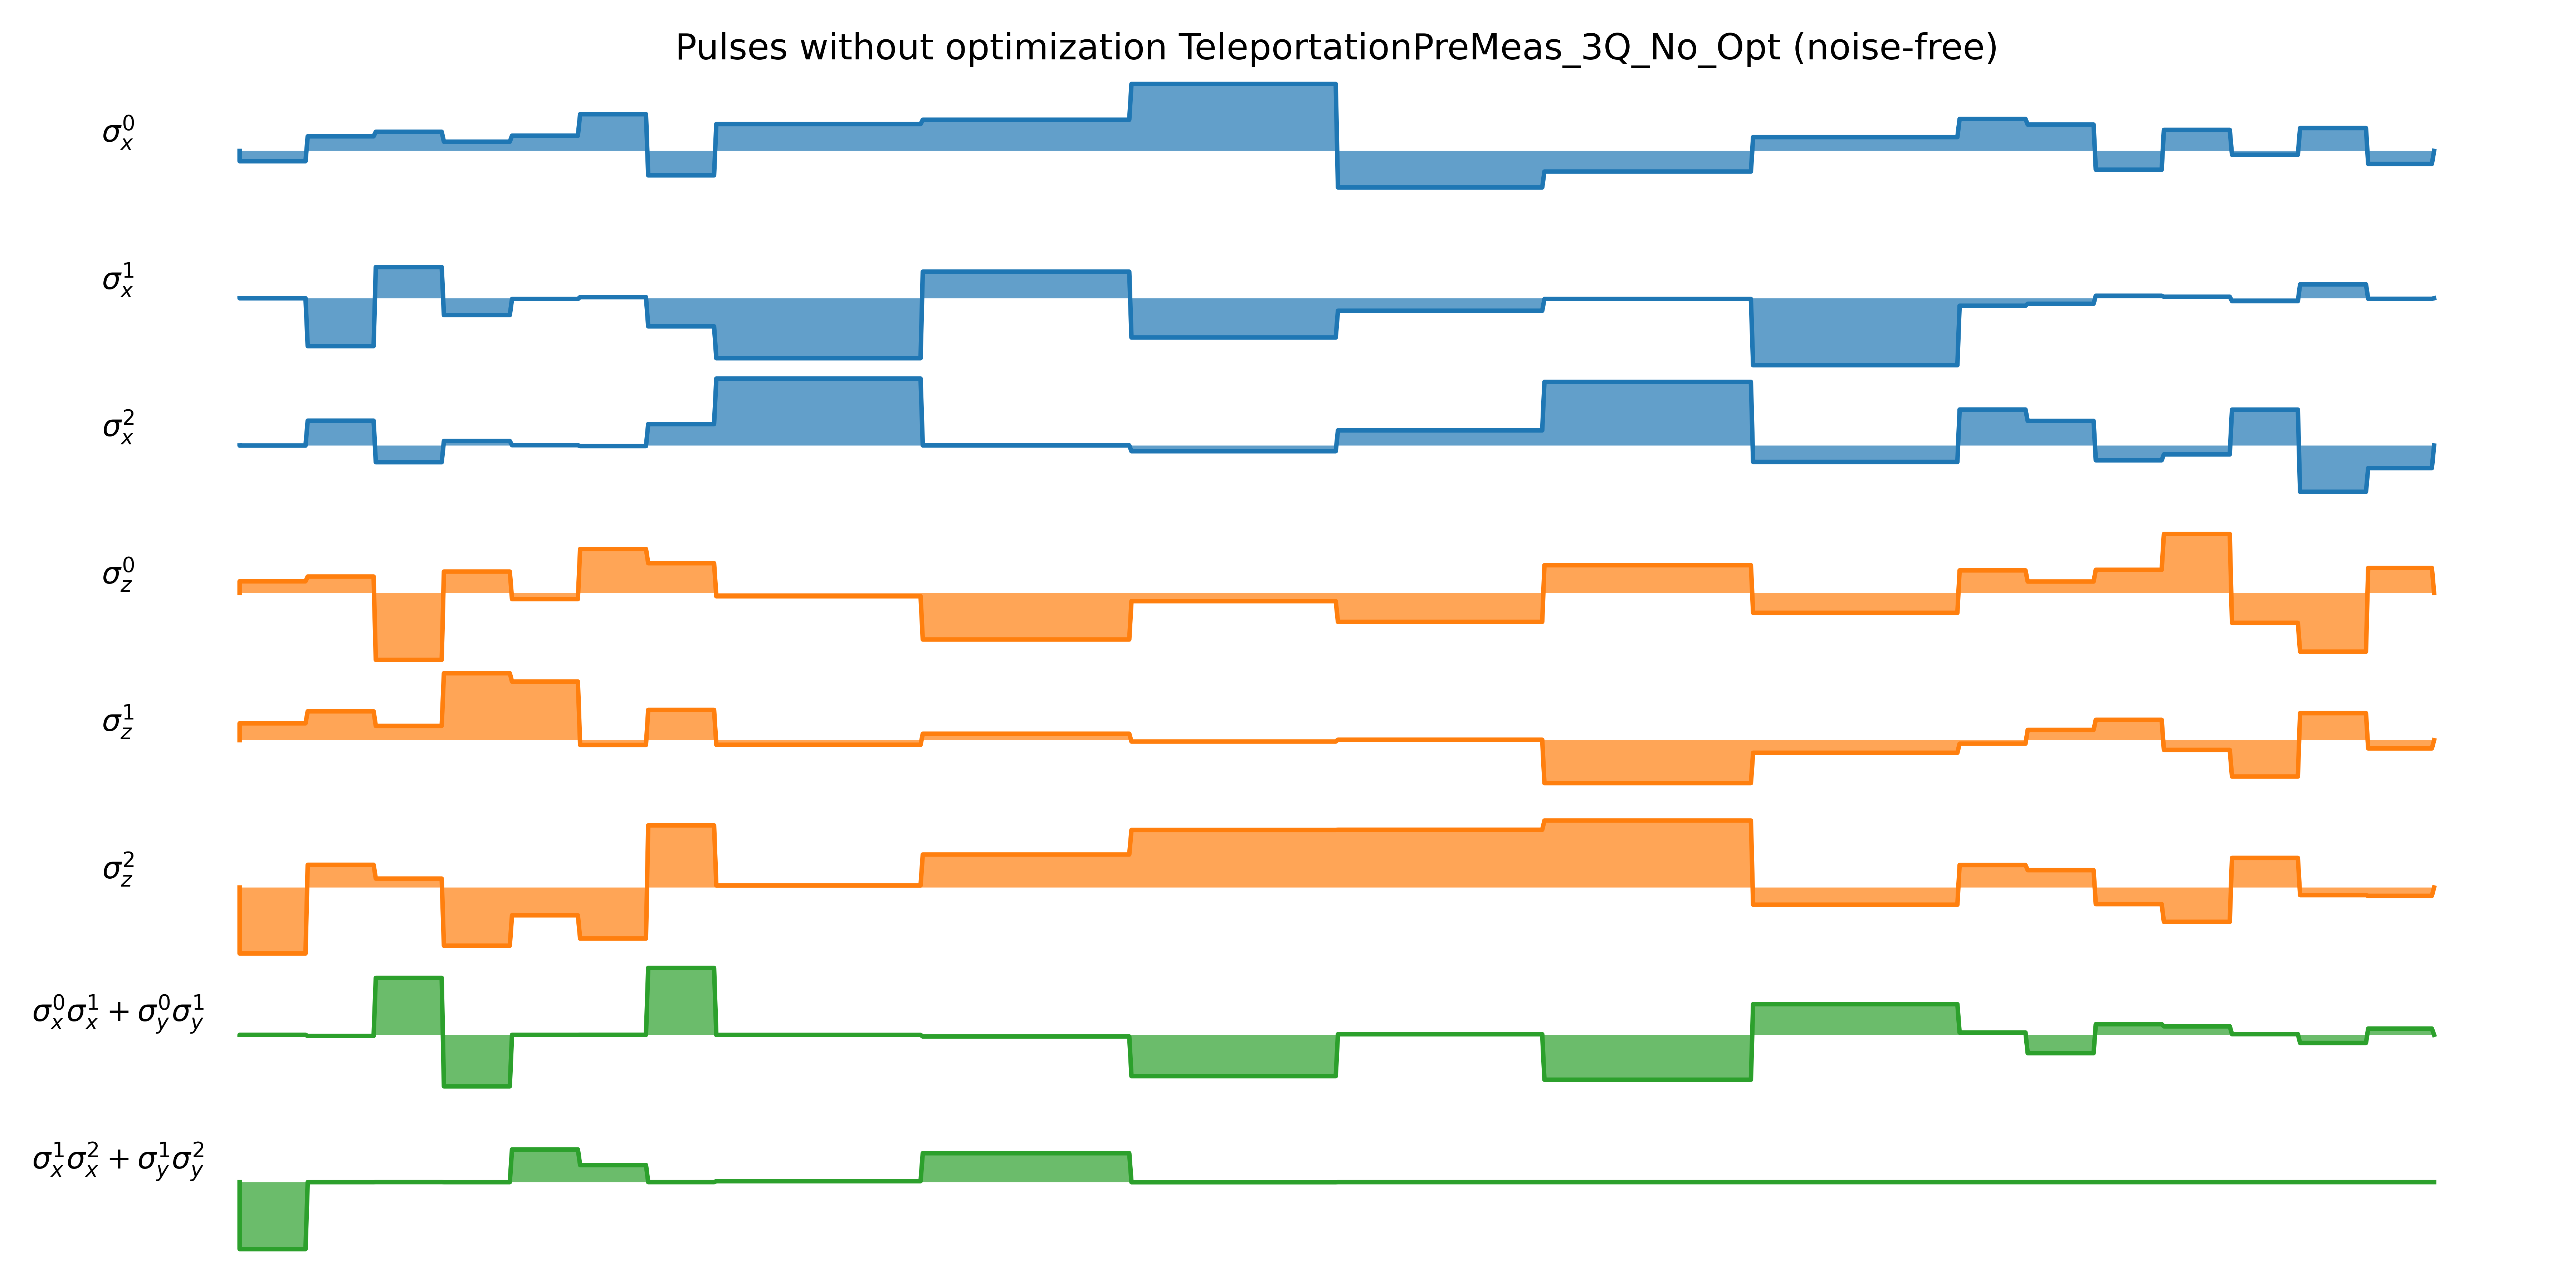 Pulses without optimization TeleportationPreMeas_3Q_No_Opt (noise-free)
σ_x^0
σ_x^1
σ_x^2
σ_z^0
σ_z^1
σ_z^2
σ_x^0σ_x^1 + σ_y^0σ_y^1
σ_x^1σ_x^2 + σ_y^1σ_y^2